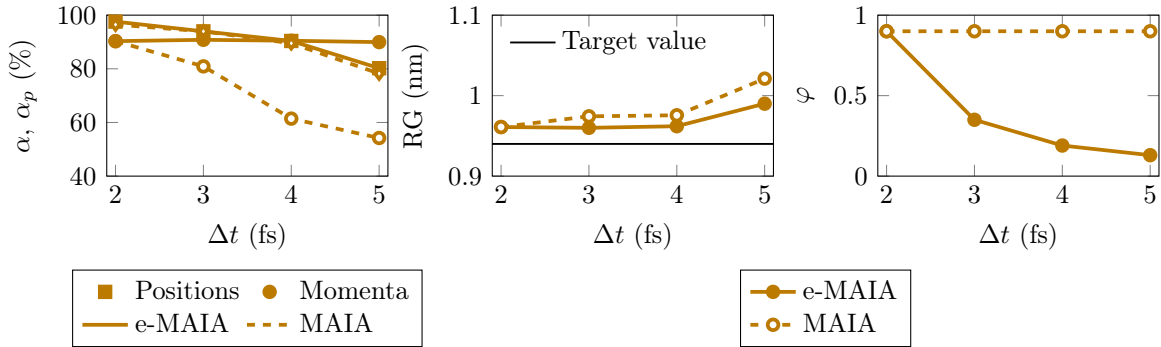 α, α_p (%)
100
80
60
40
2 3 4 5
Δt (fs)
Positions Momenta
e-MAIA MAIA
RG (nm)
1.1
1
0.9
Target value
2 3 4 5
Δt (fs)
φ
1
0.5
0
2 3 4 5
Δt (fs)
e-MAIA
MAIA